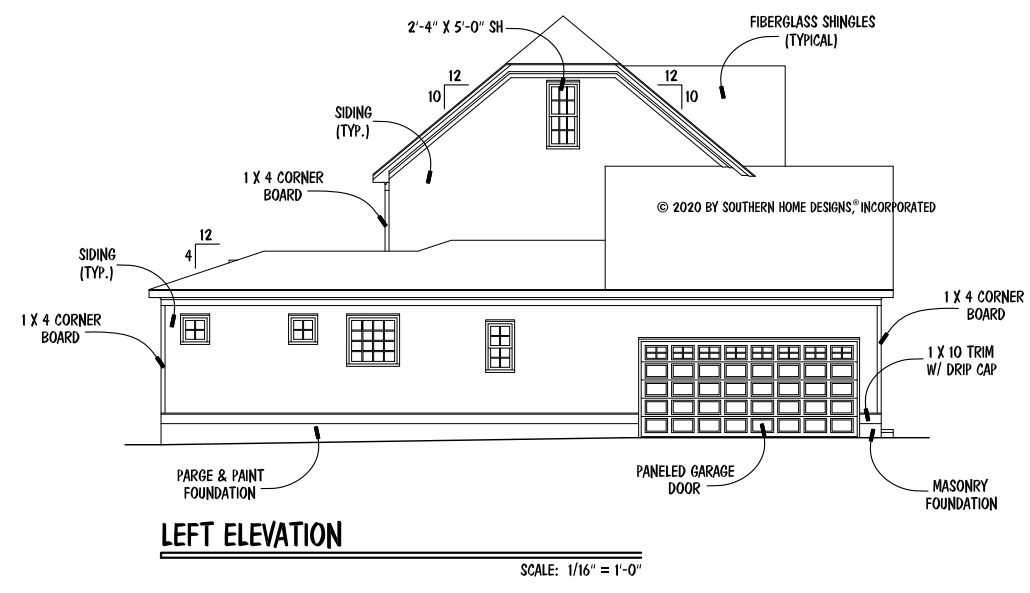 2'-4" X 5'-0" SH
FIBERGLASS SHINGLES
(TYPICAL)
12
10
12
10
SIDING
(TYP.)
1 X 4 CORNER
BOARD
© 2020 BY SOUTHERN HOME DESIGNS,® INCORPORATED
12
4
SIDING
(TYP.)
1 X 4 CORNER
BOARD
1 X 4 CORNER
BOARD
1 X 10 TRIM
W/ DRIP CAP
PARGE & PAINT
FOUNDATION
PANELED GARAGE
DOOR
MASONRY
FOUNDATION
LEFT ELEVATION
SCALE: 1/16" = 1'-0"